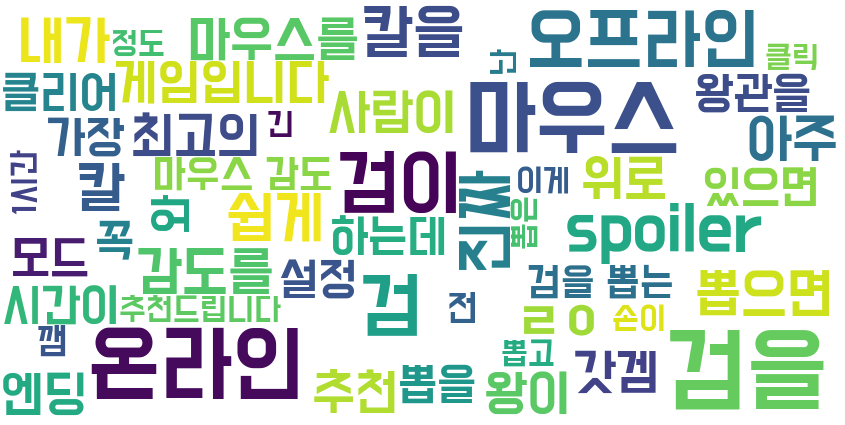 내가
정도
마우스를
칼을
난
오프라인
클릭
클리어
게임입니다
사람이
마우스
왕관을
가장
최고의
긴
아주
1시간
칼
마우스 감도
검이
진짜
이게
위로
있으면
와
쉽게
뽑은
spoiler
꼭
하는데
모드
감도를
설정
검
검을 뽑는
뽑으면
시간이
추천드립니다
전
ㄹㅇ
손이
깸
온라인
뽑고
갓겜
검을
엔딩
추천
뽑을
왕이